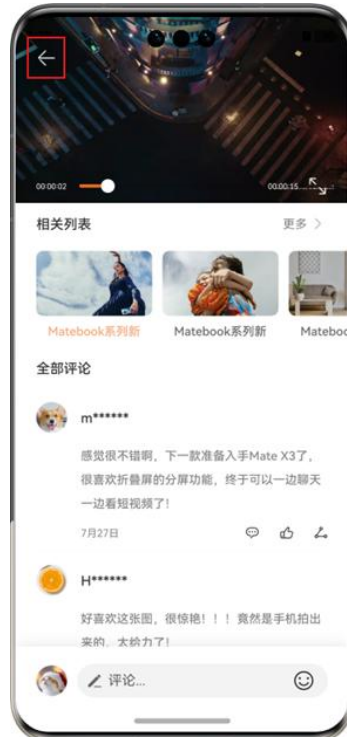 00:00:02
00:00:15
相关列表
更多
Matebook系列新
Matebook系列新
Mateboo
全部评论
m******
感觉很不错啊，下一款准备入手Mate X3了，
很喜欢折叠屏的分屏功能，终于可以一边聊天
一边看短视频了！
7月27日
H******
好喜欢这张图，很惊艳！！！竟然是手机拍出
来的，太给力了！
评论...